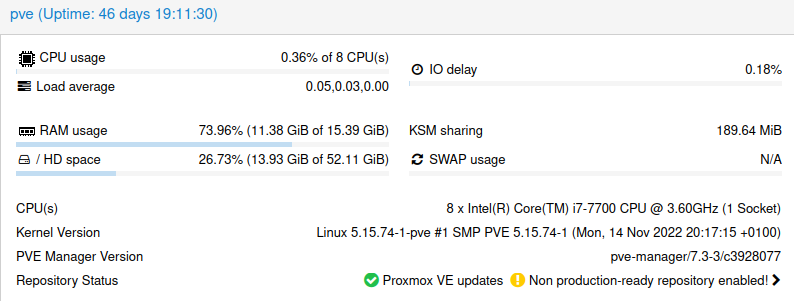 pve (Uptime: 46 days 19:11:30)
CPU usage 0.36% of 8 CPU(s)
IO delay 0.18%
Load average 0.05,0.03,0.00
RAM usage 73.96% (11.38 GiB of 15.39 GiB)
KSM sharing 189.64 MiB
/ HD space 26.73% (13.93 GiB of 52.11 GiB)
SWAP usage N/A
CPU(s) 8 x Intel(R) Core(TM) i7-7700 CPU @ 3.60GHz (1 Socket)
Kernel Version Linux 5.15.74-1-pve #1 SMP PVE 5.15.74-1 (Mon, 14 Nov 2022 20:17:15 +0100)
PVE Manager Version pve-manager/7.3-3/c3928077
Repository Status Proxmox VE updates Non production-ready repository enabled!